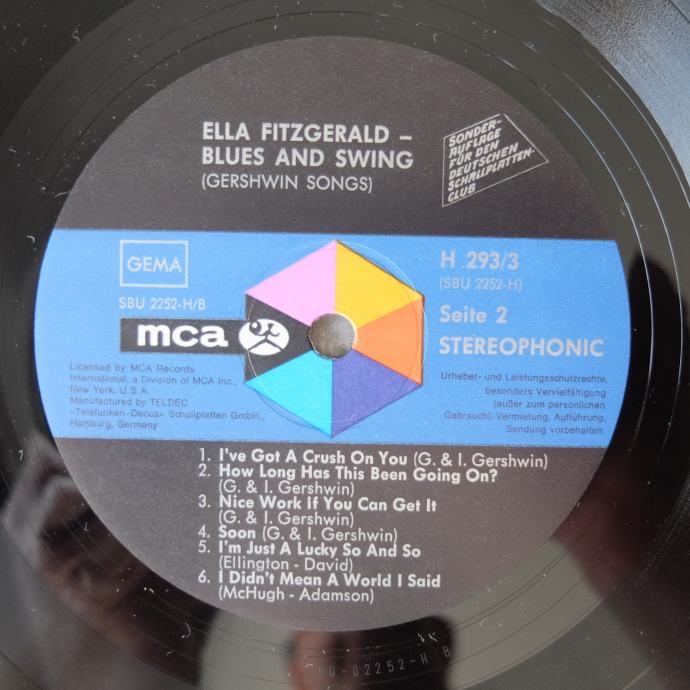 ELLA FITZGERALD –
BLUES AND SWING
(GERSHWIN SONGS)
SONDER-
AUFLAGE
FÜR DEN
DEUTSCHEN
SCHALLPLATTEN-
CLUB
GEMA
SBU 2252-H/B
mca
Licensed by MCA Records
International, a Division of MCA Inc.,
New York, U.S.A.
Manufactured by TELDEC
»Telefunken-Decca« Schallplatten GmbH.,
Hamburg, Germany
H 293/3
(SBU 2252-H)
Seite 2
STEREOPHONIC
Urheber- und Leistungsschutzrechte,
besonders Vervielfältigung
(außer zum persönlichen
Gebrauch), Vermietung, Aufführung,
Sendung vorbehalten.
1. I've Got A Crush On You (G. & I. Gershwin)
2. How Long Has This Been Going On?
(G. & I. Gershwin)
3. Nice Work If You Can Get It
(G. & I. Gershwin)
4. Soon (G. & I. Gershwin)
5. I'm Just A Lucky So And So
(Ellington - David)
6. I Didn't Mean A World I Said
(McHugh - Adamson)
BU-02252-H B